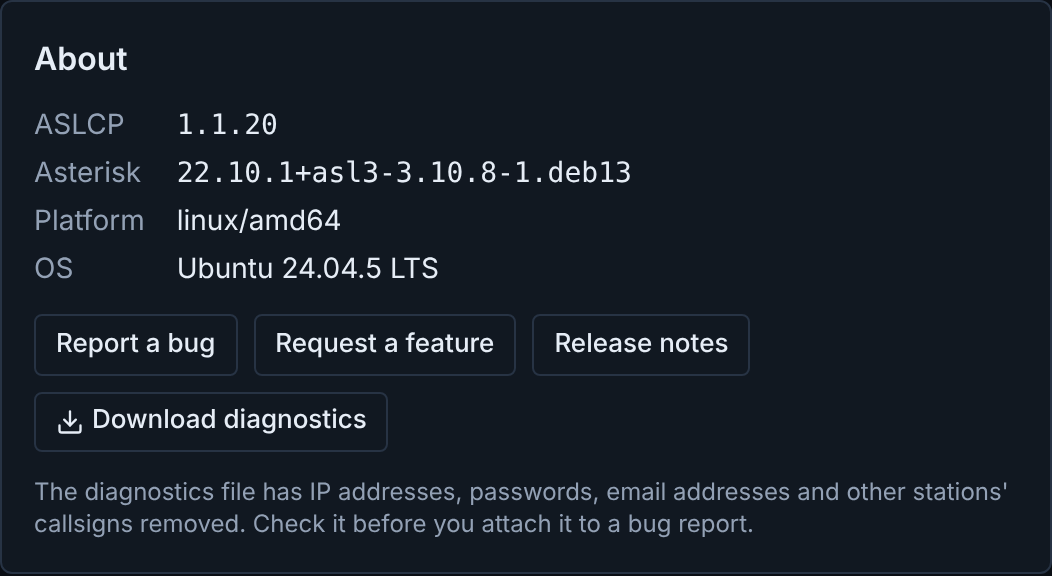 About
ASLCP 1.1.20
Asterisk 22.10.1+asl3-3.10.8-1.deb13
Platform linux/amd64
OS Ubuntu 24.04.5 LTS
Report a bug Request a feature Release notes
Download diagnostics
The diagnostics file has IP addresses, passwords, email addresses and other stations'
callsigns removed. Check it before you attach it to a bug report.